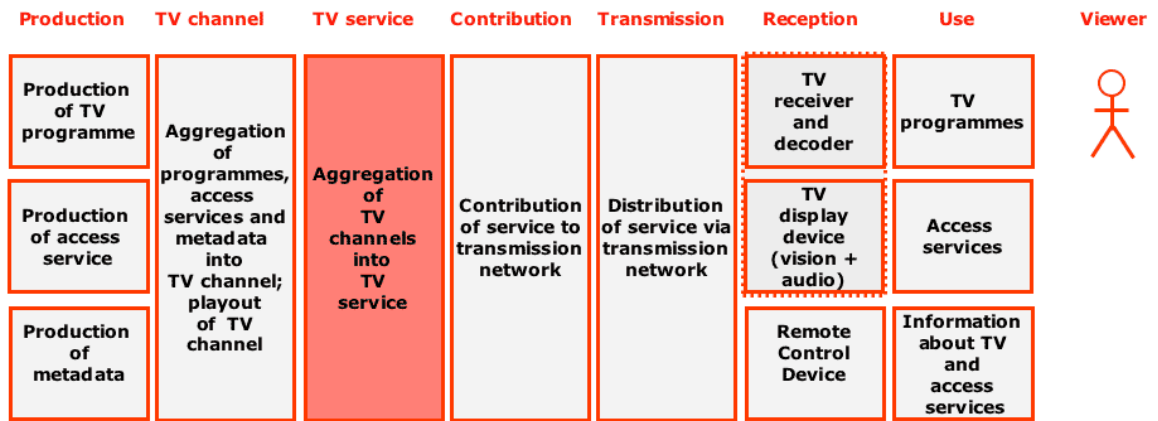 Production
TV channel
TV service
Contribution
Transmission
Reception
Use
Viewer
Production
of TV
programme
Production
of access
service
Production
of
metadata
Aggregation
of
programmes,
access
services and
metadata
into
TV channel;
playout
of TV
channel
Aggregation
of
TV
channels
into
TV
service
Contribution
of service to
transmission
network
Distribution
of service via
transmission
network
TV
receiver
and
decoder
TV
display
device
(vision +
audio)
Remote
Control
Device
TV
programmes
Access
services
Information
about TV
and
access
services